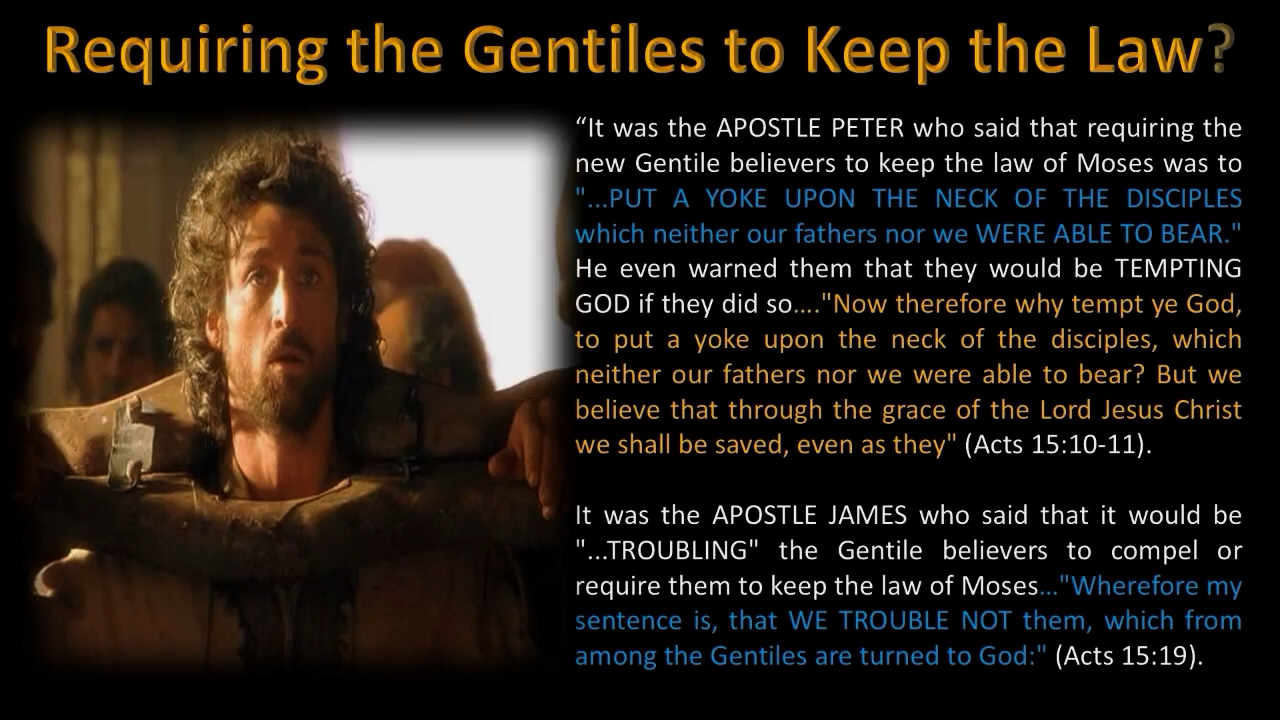 Requiring the Gentiles to Keep the Law?
“It was the APOSTLE PETER who said that requiring the
new Gentile believers to keep the law of Moses was to
"...PUT A YOKE UPON THE NECK OF THE DISCIPLES
which neither our fathers nor we WERE ABLE TO BEAR."
He even warned them that they would be TEMPTING
GOD if they did so...."Now therefore why tempt ye God,
to put a yoke upon the neck of the disciples, which
neither our fathers nor we were able to bear? But we
believe that through the grace of the Lord Jesus Christ
we shall be saved, even as they" (Acts 15:10-11).
It was the APOSTLE JAMES who said that it would be
"...TROUBLING" the Gentile believers to compel or
require them to keep the law of Moses..."Wherefore my
sentence is, that WE TROUBLE NOT them, which from
among the Gentiles are turned to God:" (Acts 15:19).